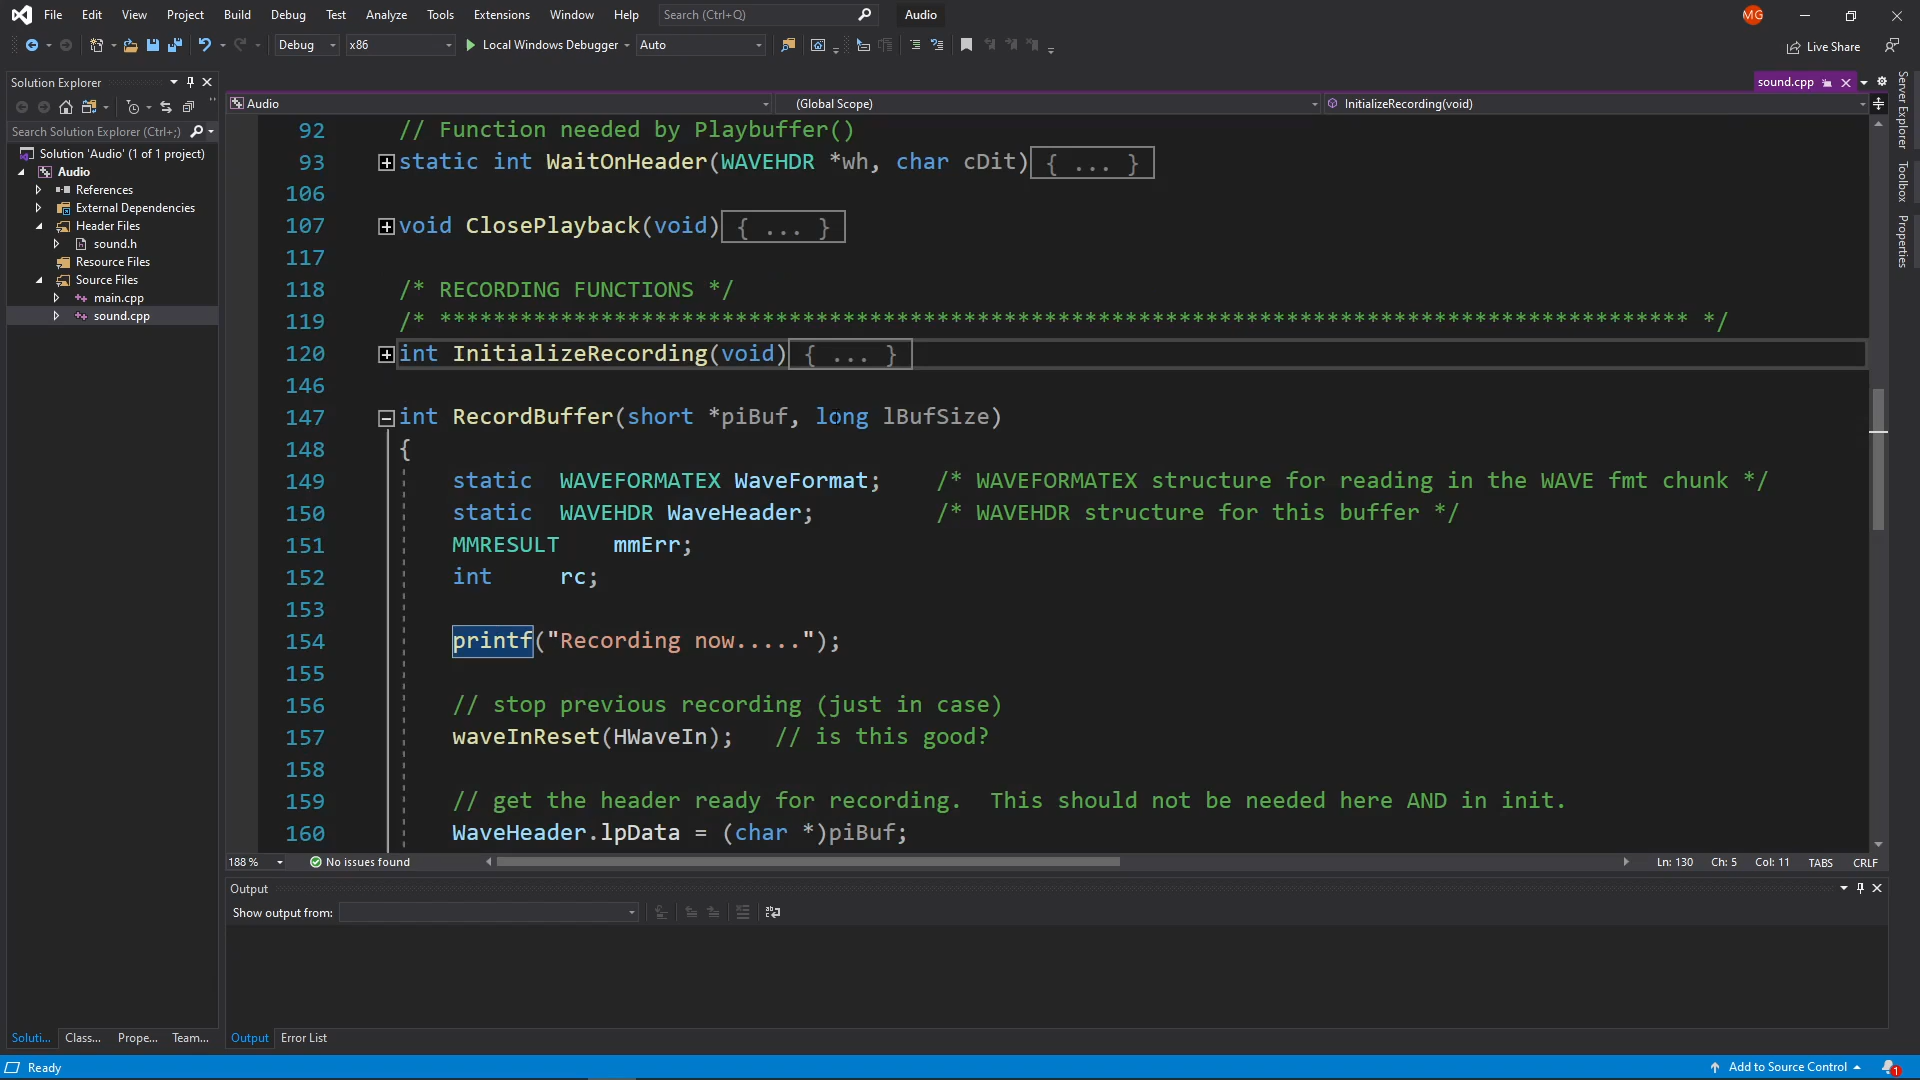 File Edit View Project Build Debug Test Analyze Tools Extensions Window Help Search (Ctrl+Q) Audio MG
Debug x86 Local Windows Debugger Auto Live Share
Solution Explorer
Search Solution Explorer (Ctrl+;)
Solution 'Audio' (1 of 1 project)
Audio
References
External Dependencies
Header Files
sound.h
Resource Files
Source Files
main.cpp
sound.cpp
Soluti... Class... Prope... Team...
sound.cpp
Audio (Global Scope) InitializeRecording(void)
92 // Function needed by Playbuffer()
93 static int WaitOnHeader(WAVEHDR *wh, char cDit){ ... }
106
107 void ClosePlayback(void){ ... }
117
118 /* RECORDING FUNCTIONS */
119 /* ********************************************************************************************* */
120 int InitializeRecording(void){ ... }
146
147 int RecordBuffer(short *piBuf, long lBufSize)
148 {
149 static WAVEFORMATEX WaveFormat; /* WAVEFORMATEX structure for reading in the WAVE fmt chunk */
150 static WAVEHDR WaveHeader; /* WAVEHDR structure for this buffer */
151 MMRESULT mmErr;
152 int rc;
153
154 printf("Recording now.....");
155
156 // stop previous recording (just in case)
157 waveInReset(HWaveIn); // is this good?
158
159 // get the header ready for recording. This should not be needed here AND in init.
160 WaveHeader.lpData = (char *)piBuf;
188 % No issues found Ln: 130 Ch: 5 Col: 11 TABS CRLF
Output
Show output from:
Output Error List
Server Explorer
Toolbox
Properties
Ready Add to Source Control 1